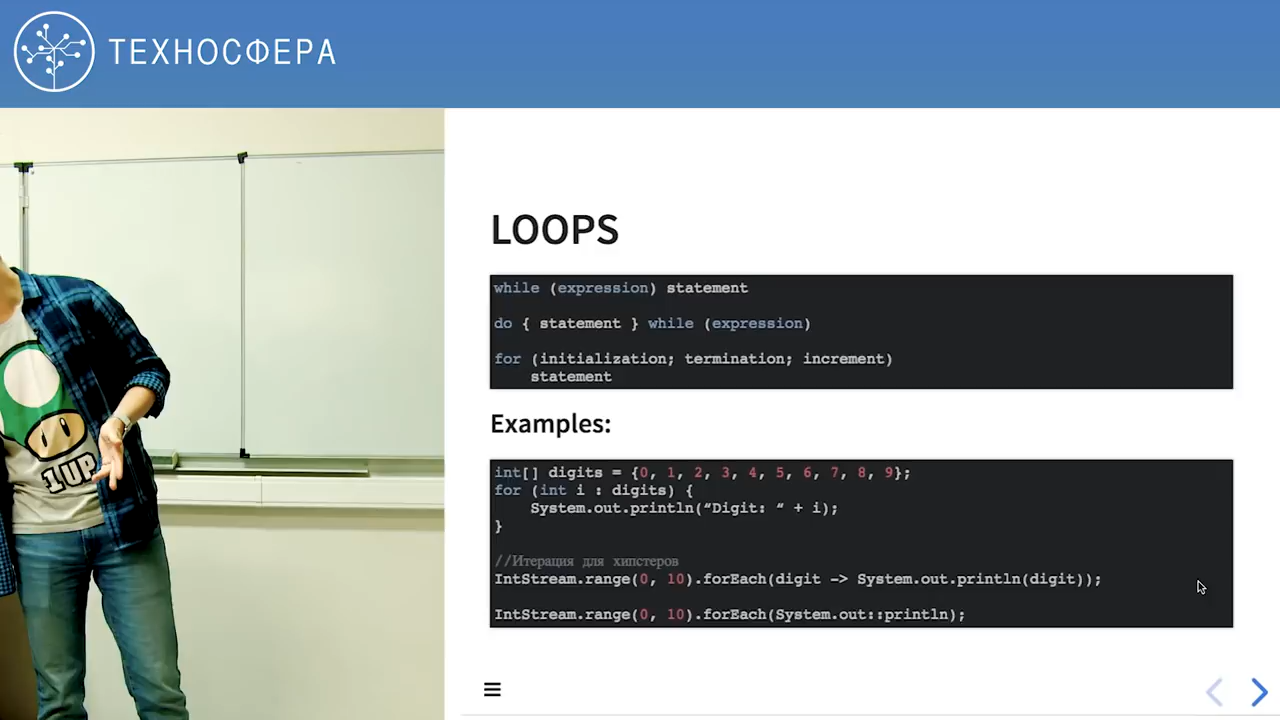 ТЕХНОСФЕРА
1 UP
LOOPS
while (expression) statement
do { statement } while (expression)
for (initialization; termination; increment)
statement
Examples:
int[] digits = {0, 1, 2, 3, 4, 5, 6, 7, 8, 9};
for (int i : digits) {
System.out.println(“Digit: “ + i);
}
//Итерация для хипстеров
IntStream.range(0, 10).forEach(digit -> System.out.println(digit));
IntStream.range(0, 10).forEach(System.out::println);